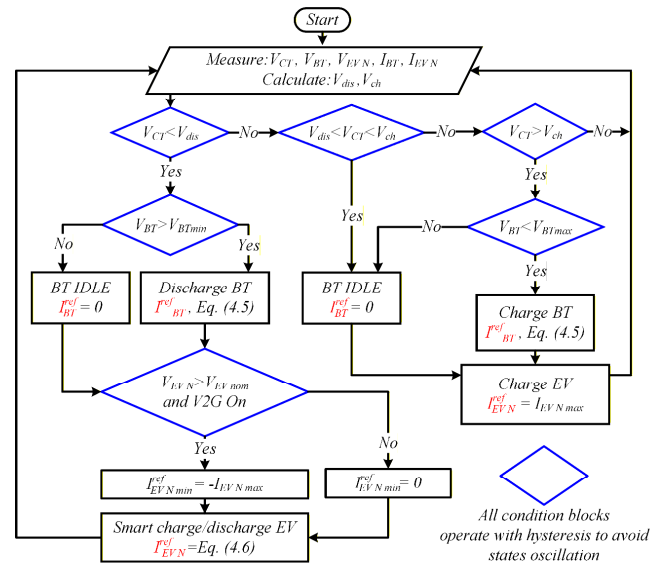 Start
Measure: V_CT, V_BT, V_EV N, I_BT, I_EV N
Calculate: V_dis, V_ch
V_CT<V_dis
No
V_dis<V_CT<V_ch
No
V_CT>V_ch
No
Yes
Yes
Yes
V_BT>V_BTmin
V_BT<V_BTmax
No
Yes
No
Yes
BT IDLE
I^ref_BT = 0
Discharge BT
I^ref_BT, Eq. (4.5)
BT IDLE
I^ref_BT = 0
Charge BT
I^ref_BT, Eq. (4.5)
V_EV N>V_EV nom
and V2G On
Charge EV
I^ref_EV N = I_EV N max
Yes
No
I^ref_EV N min = -I_EV N max
I^ref_EV N min = 0
Smart charge/discharge EV
I^ref_EV N=Eq. (4.6)
All condition blocks
operate with hysteresis to avoid
states oscillation